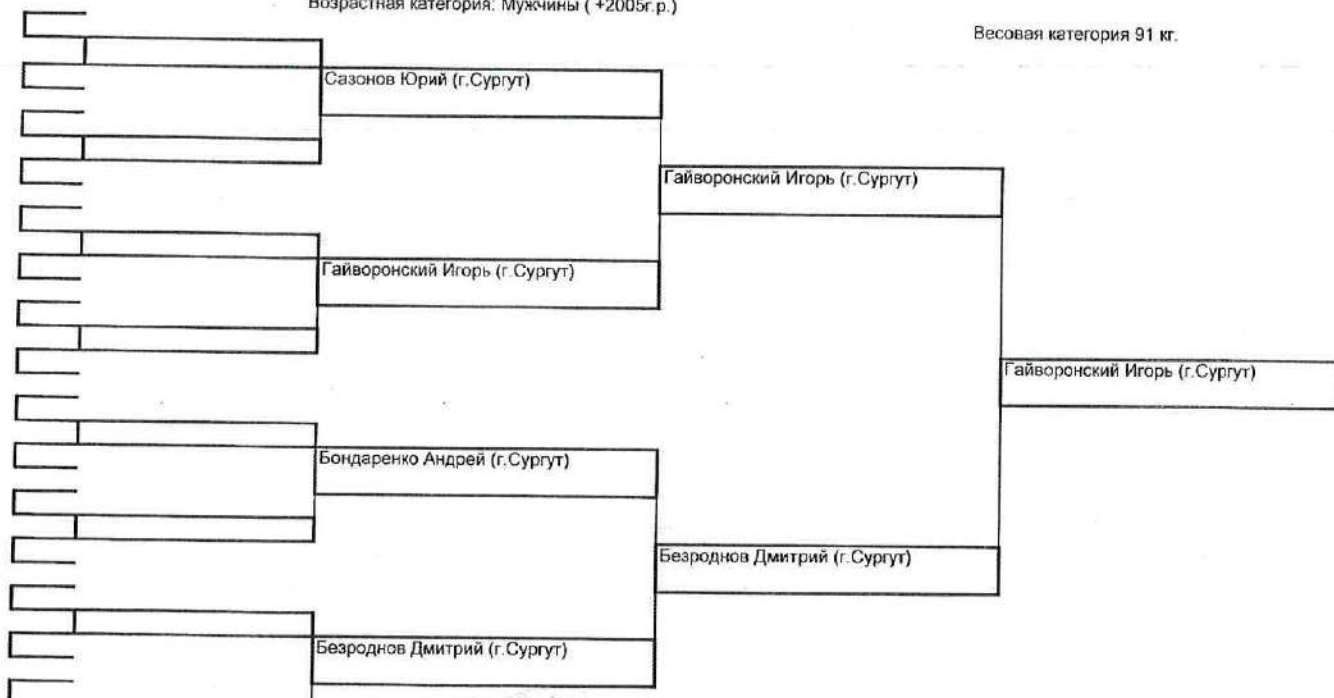 Возрастная категория: Мужчины ( +2005г.р.)
Весовая категория 91 кг.
Сазонов Юрий (г.Сургут)
Гайворонский Игорь (г.Сургут)
Гайворонский Игорь (г.Сургут)
Гайворонский Игорь (г.Сургут)
Бондаренко Андрей (г.Сургут)
Безроднов Дмитрий (г.Сургут)
Безроднов Дмитрий (г.Сургут)